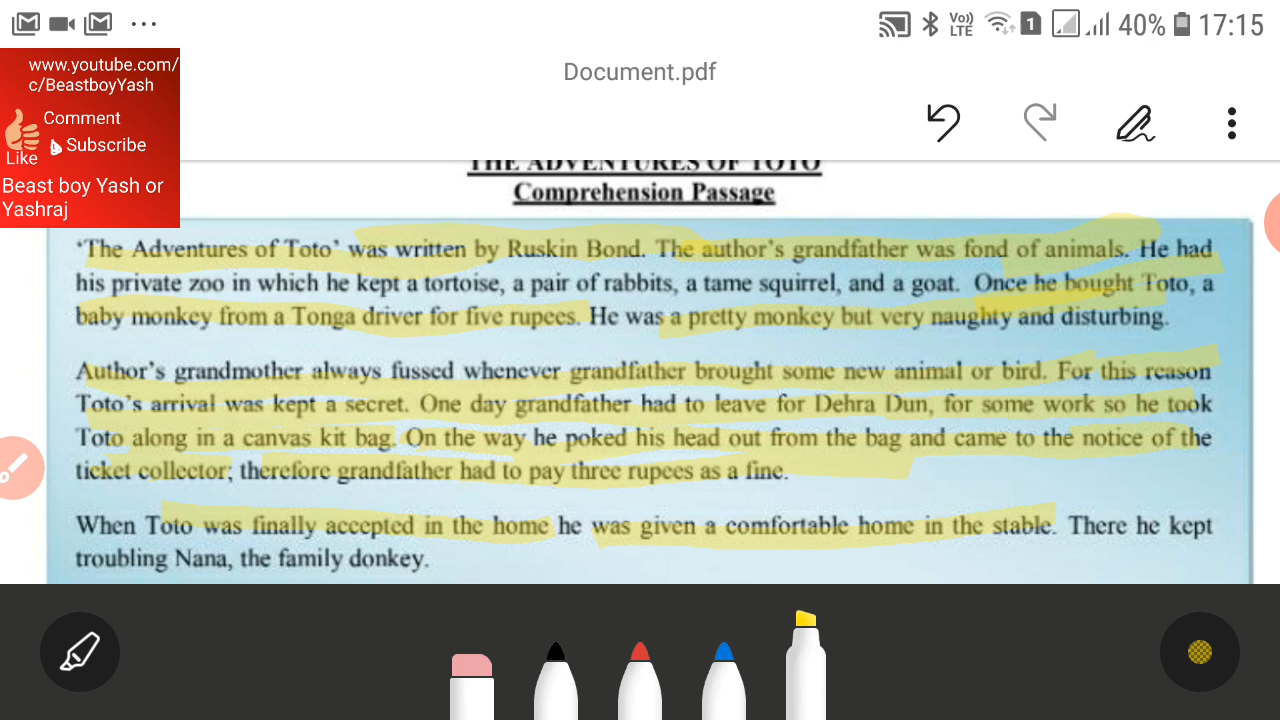 Vo)) LTE 1 40% 17:15
www.youtube.com/
c/BeastboyYash
Comment
Subscribe
Like
Beast boy Yash or
Yashraj
Document.pdf
THE ADVENTURES OF TOTO
Comprehension Passage
‘The Adventures of Toto’ was written by Ruskin Bond. The author’s grandfather was fond of animals. He had
his private zoo in which he kept a tortoise, a pair of rabbits, a tame squirrel, and a goat. Once he bought Toto, a
baby monkey from a Tonga driver for five rupees. He was a pretty monkey but very naughty and disturbing.
Author’s grandmother always fussed whenever grandfather brought some new animal or bird. For this reason
Toto’s arrival was kept a secret. One day grandfather had to leave for Dehra Dun, for some work so he took
Toto along in a canvas kit bag. On the way he poked his head out from the bag and came to the notice of the
ticket collector; therefore grandfather had to pay three rupees as a fine.
When Toto was finally accepted in the home he was given a comfortable home in the stable. There he kept
troubling Nana, the family donkey.